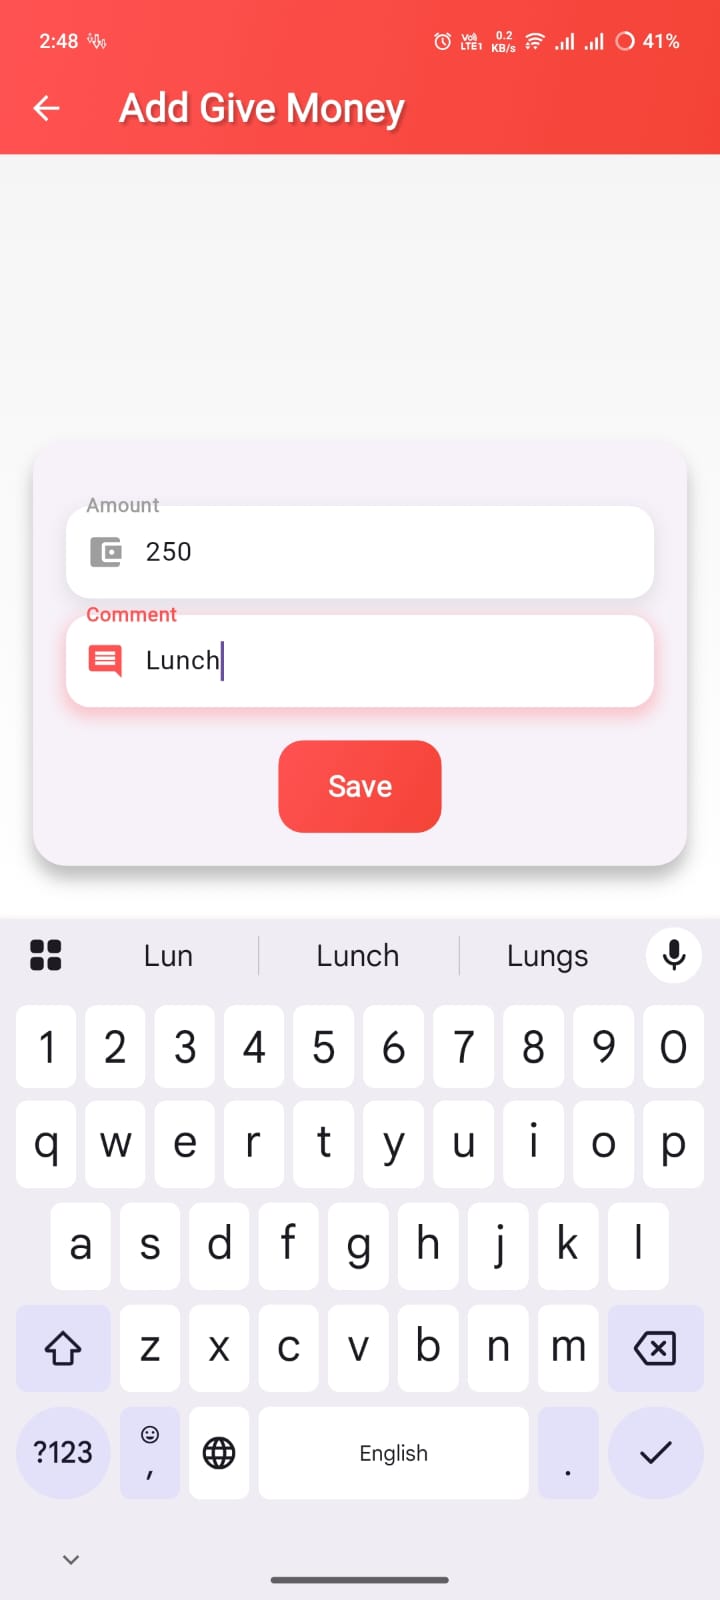 2:48
Vo) LTE1 0.2 KB/s 41%
Add Give Money
Amount
250
Comment
Lunch
Save
Lun Lunch Lungs
1 2 3 4 5 6 7 8 9 0
q w e r t y u i o p
a s d f g h j k l
z x c v b n m
?123 , English .